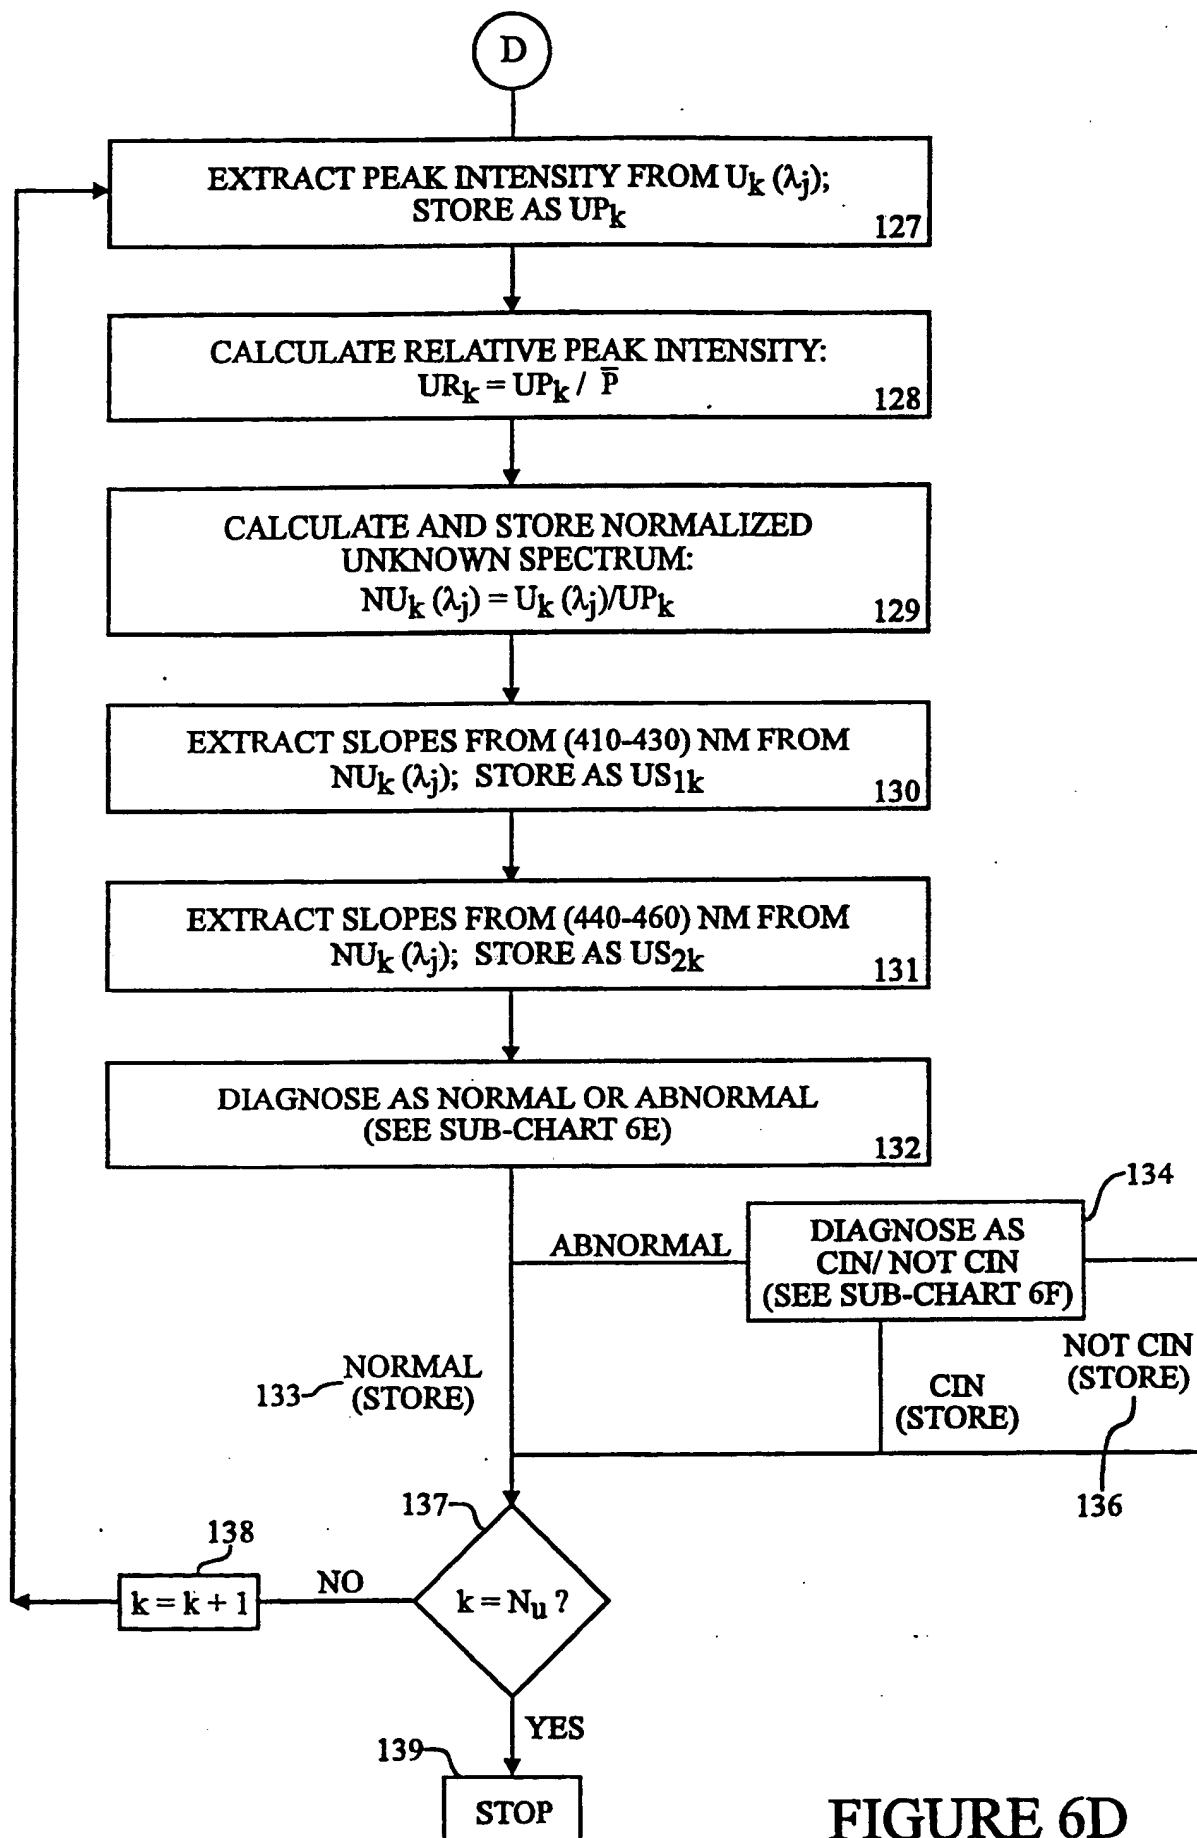 D
EXTRACT PEAK INTENSITY FROM Uk (λj);
STORE AS UPk
127
CALCULATE RELATIVE PEAK INTENSITY:
URk = UPk / P̄
128
CALCULATE AND STORE NORMALIZED
UNKNOWN SPECTRUM:
NUk (λj) = Uk (λj)/UPk
129
EXTRACT SLOPES FROM (410-430) NM FROM
NUk (λj); STORE AS US1k
130
EXTRACT SLOPES FROM (440-460) NM FROM
NUk (λj); STORE AS US2k
131
DIAGNOSE AS NORMAL OR ABNORMAL
(SEE SUB-CHART 6E)
132
134
ABNORMAL
DIAGNOSE AS
CIN/ NOT CIN
(SEE SUB-CHART 6F)
133
NORMAL
(STORE)
CIN
(STORE)
NOT CIN
(STORE)
136
137
138
k = k + 1
NO
k = Nu ?
YES
139
STOP
FIGURE 6D